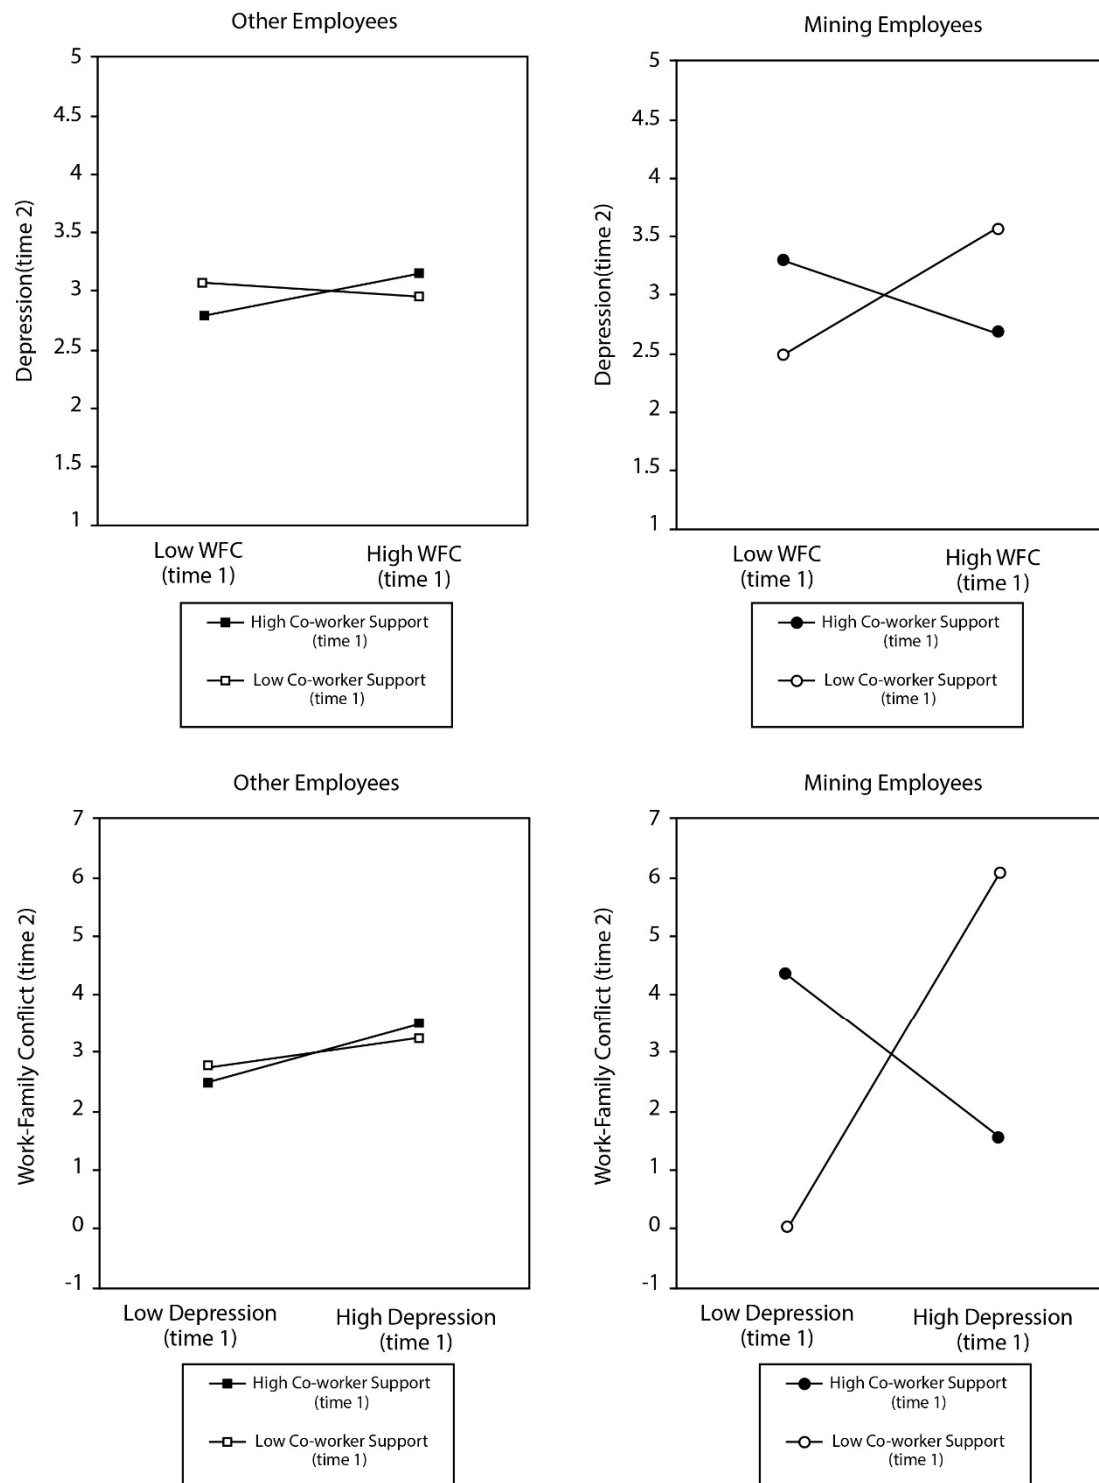 Other Employees
5
4.5
4
3.5
3
2.5
2
1.5
1
Depression(time 2)
Low WFC
(time 1)
High WFC
(time 1)
High Co-worker Support
(time 1)
Low Co-worker Support
(time 1)
Mining Employees
5
4.5
4
3.5
3
2.5
2
1.5
1
Depression(time 2)
Low WFC
(time 1)
High WFC
(time 1)
High Co-worker Support
(time 1)
Low Co-worker Support
(time 1)
Other Employees
7
6
5
4
3
2
1
0
-1
Work-Family Conflict (time 2)
Low Depression
(time 1)
High Depression
(time 1)
High Co-worker Support
(time 1)
Low Co-worker Support
(time 1)
Mining Employees
7
6
5
4
3
2
1
0
-1
Work-Family Conflict (time 2)
Low Depression
(time 1)
High Depression
(time 1)
High Co-worker Support
(time 1)
Low Co-worker Support
(time 1)